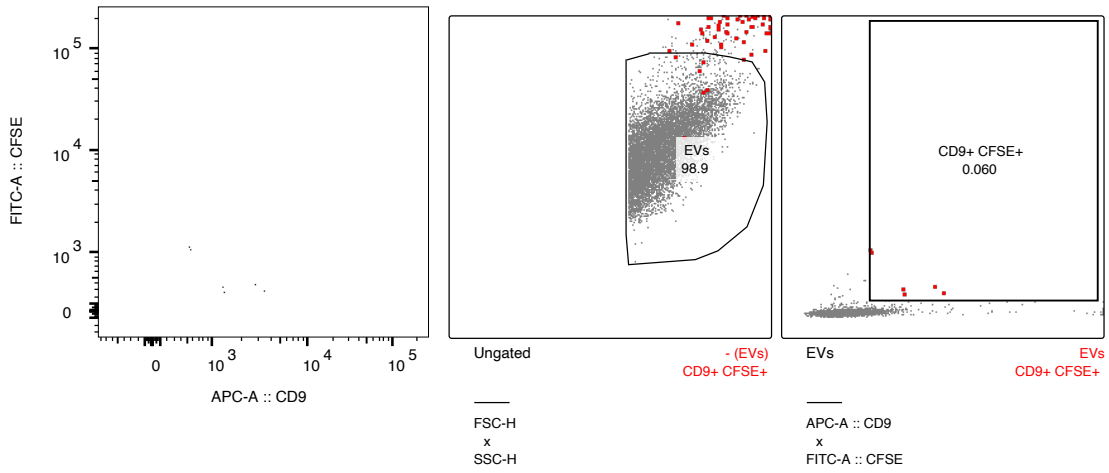 FITC-A :: CFSE
10^5
10^4
10^3
0
0
10^3
10^4
10^5
APC-A :: CD9
EVs
98.9
Ungated
- (EVs)
CD9+ CFSE+
FSC-H
x
SSC-H
CD9+ CFSE+
0.060
EVs
EVs
CD9+ CFSE+
APC-A :: CD9
x
FITC-A :: CFSE